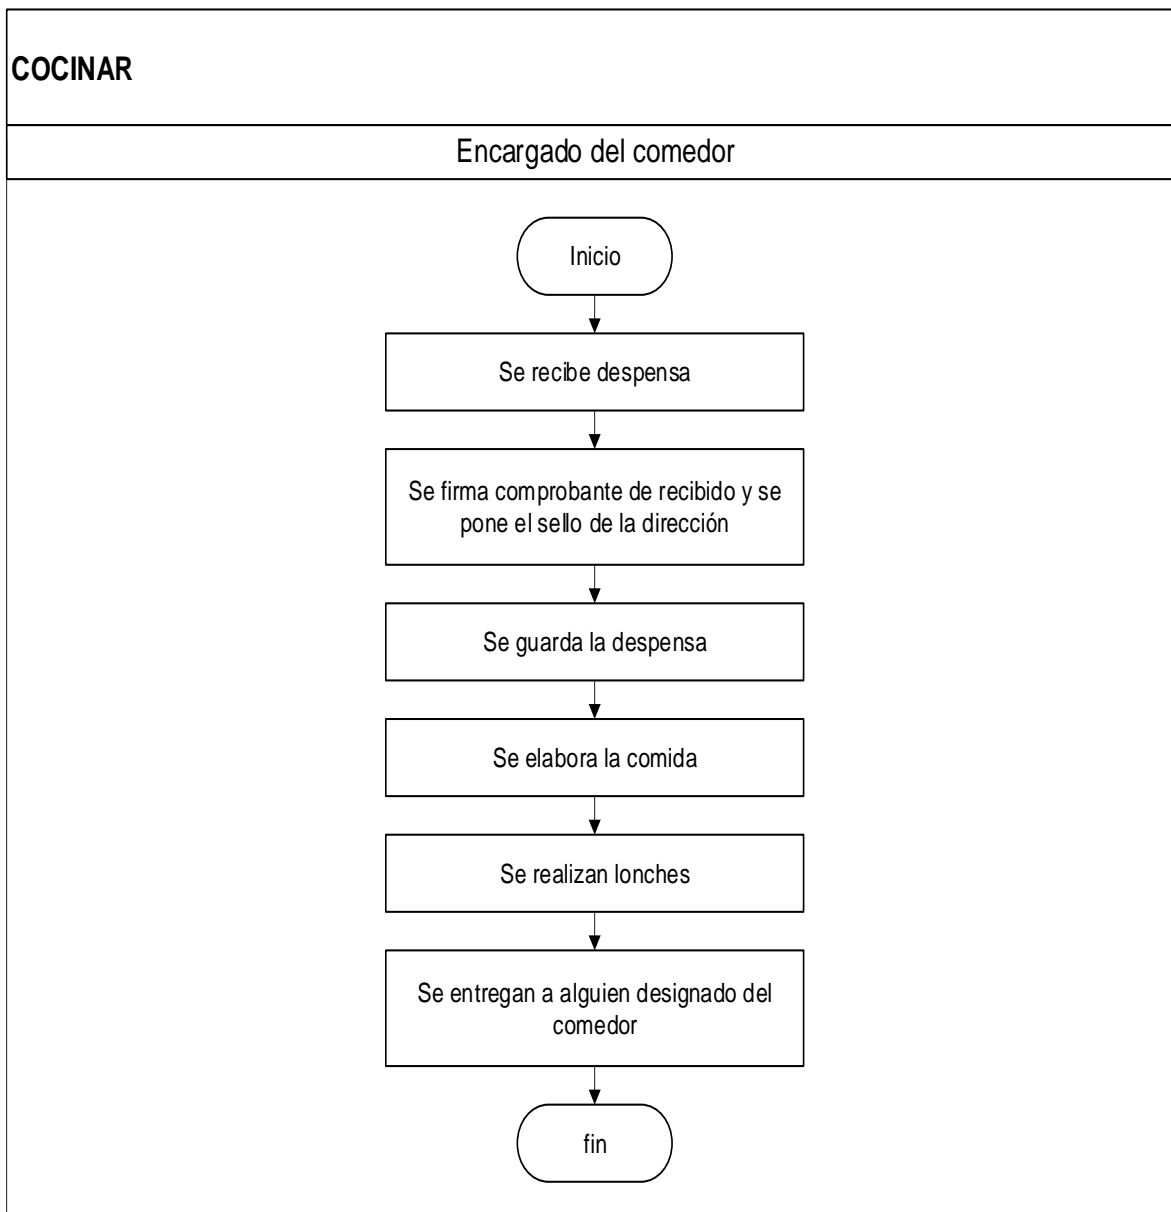 COCINAR
Encargado del comedor
Inicio
Se recibe despensa
Se firma comprobante de recibido y se
pone el sello de la dirección
Se guarda la despensa
Se elabora la comida
Se realizan lonches
Se entregan a alguien designado del
comedor
fin